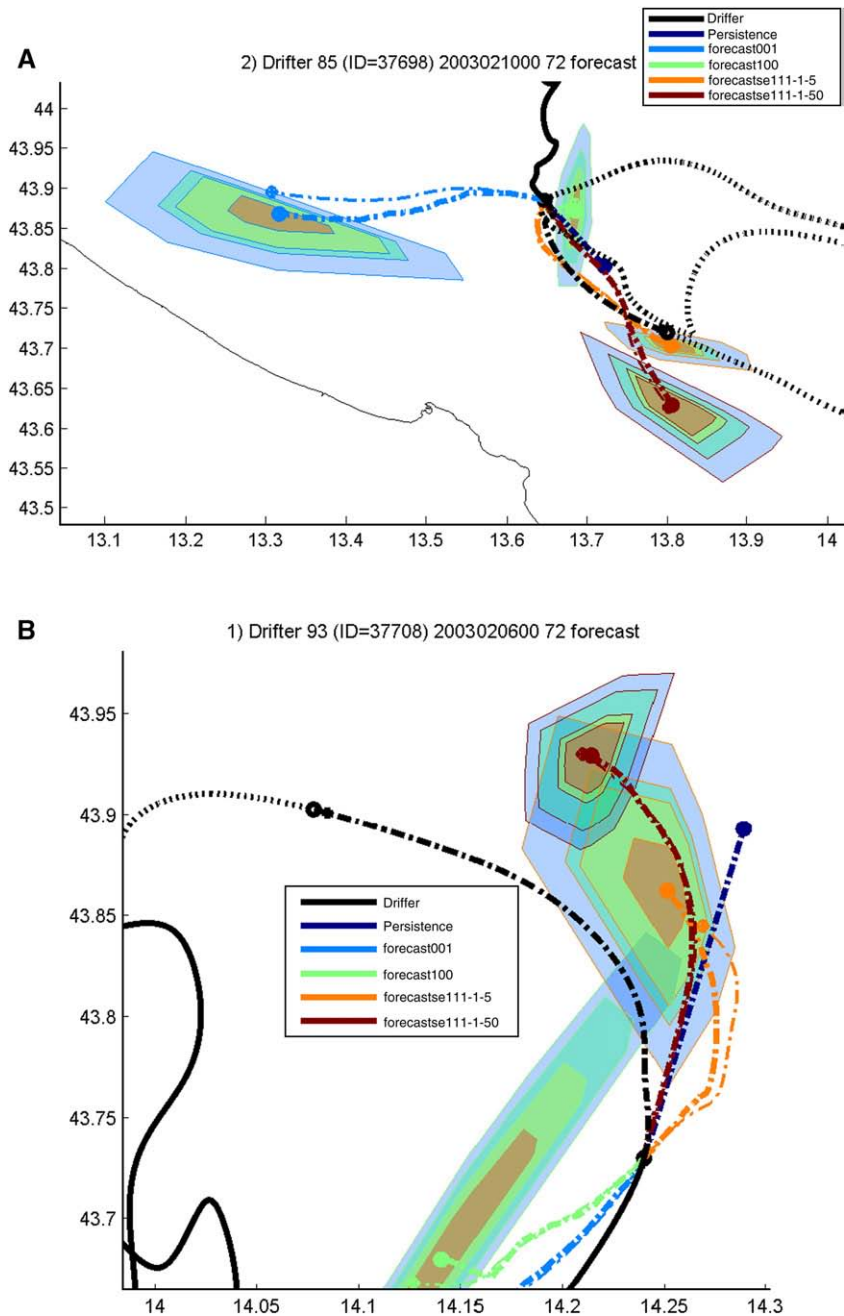 A
Driffer
Persistence
forecast001
forecast100
forecastse111-1-5
forecastse111-1-50
2) Drifter 85 (ID=37698) 2003021000 72 forecast
44
43.95
43.9
43.85
43.8
43.75
43.7
43.65
43.6
43.55
43.5
13.1 13.2 13.3 13.4 13.5 13.6 13.7 13.8 13.9 14
B
1) Drifter 93 (ID=37708) 2003020600 72 forecast
43.95
43.9
43.85
43.8
43.75
43.7
Driffer
Persistence
forecast001
forecast100
forecastse111-1-5
forecastse111-1-50
14 14.05 14.1 14.15 14.2 14.25 14.3